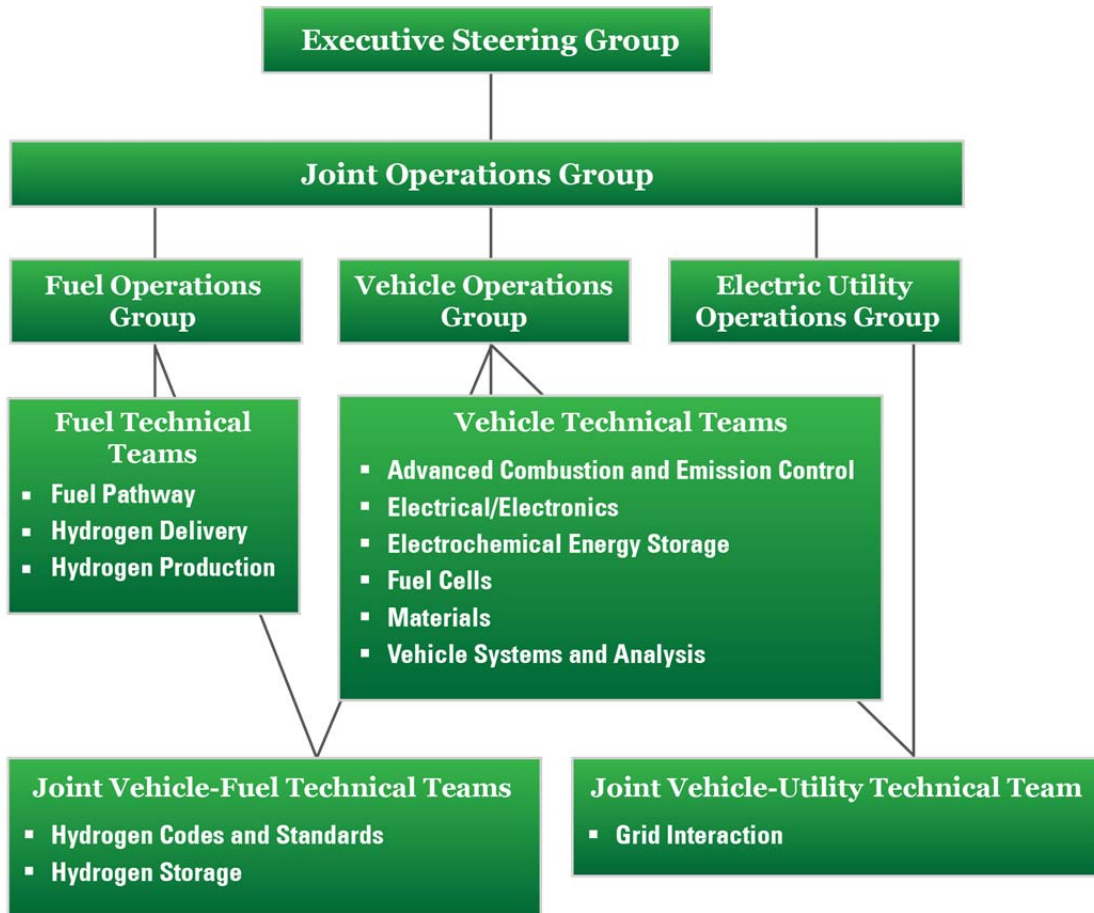 Executive Steering Group
Joint Operations Group
Fuel Operations
Group
Vehicle Operations
Group
Electric Utility
Operations Group
Fuel Technical
Teams
▪ Fuel Pathway
▪ Hydrogen Delivery
▪ Hydrogen Production
Vehicle Technical Teams
▪ Advanced Combustion and Emission Control
▪ Electrical/Electronics
▪ Electrochemical Energy Storage
▪ Fuel Cells
▪ Materials
▪ Vehicle Systems and Analysis
Joint Vehicle-Fuel Technical Teams
▪ Hydrogen Codes and Standards
▪ Hydrogen Storage
Joint Vehicle-Utility Technical Team
▪ Grid Interaction